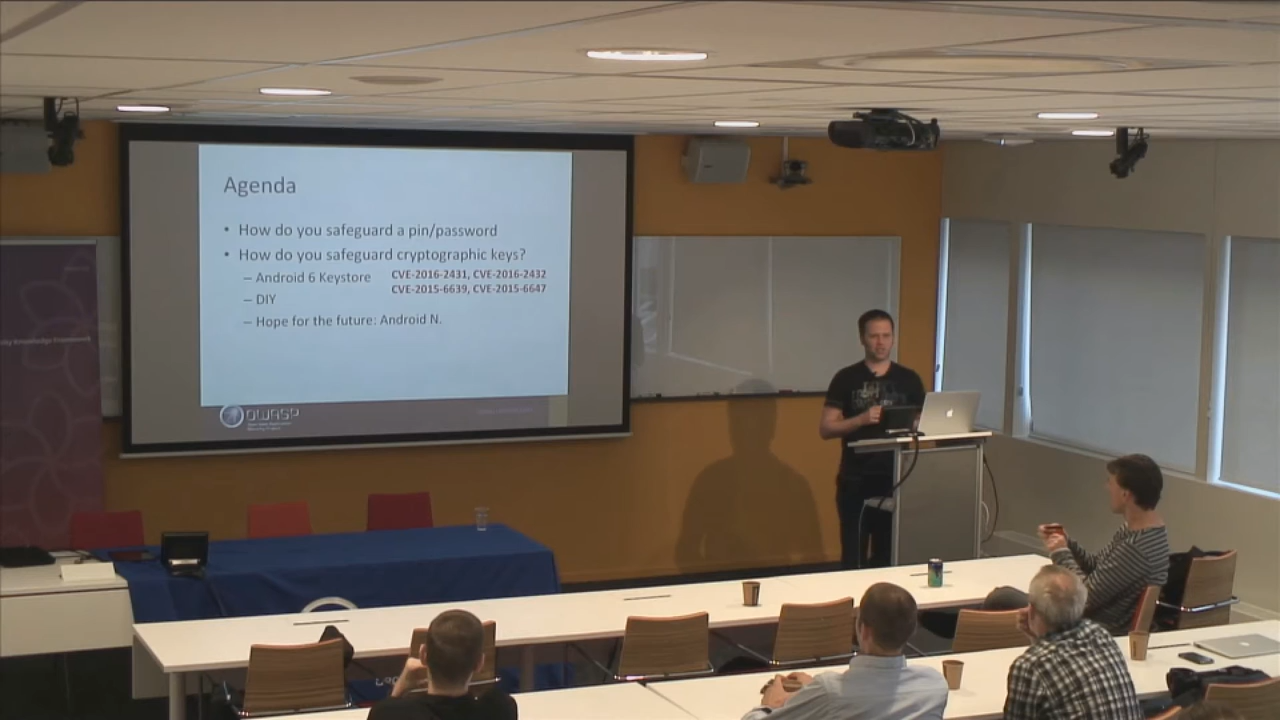 Agenda
• How do you safeguard a pin/password
• How do you safeguard cryptographic keys?
– Android 6 Keystore CVE-2016-2431, CVE-2016-2432
CVE-2015-6639, CVE-2015-6647
– DIY
– Hope for the future: Android N.
OWASP